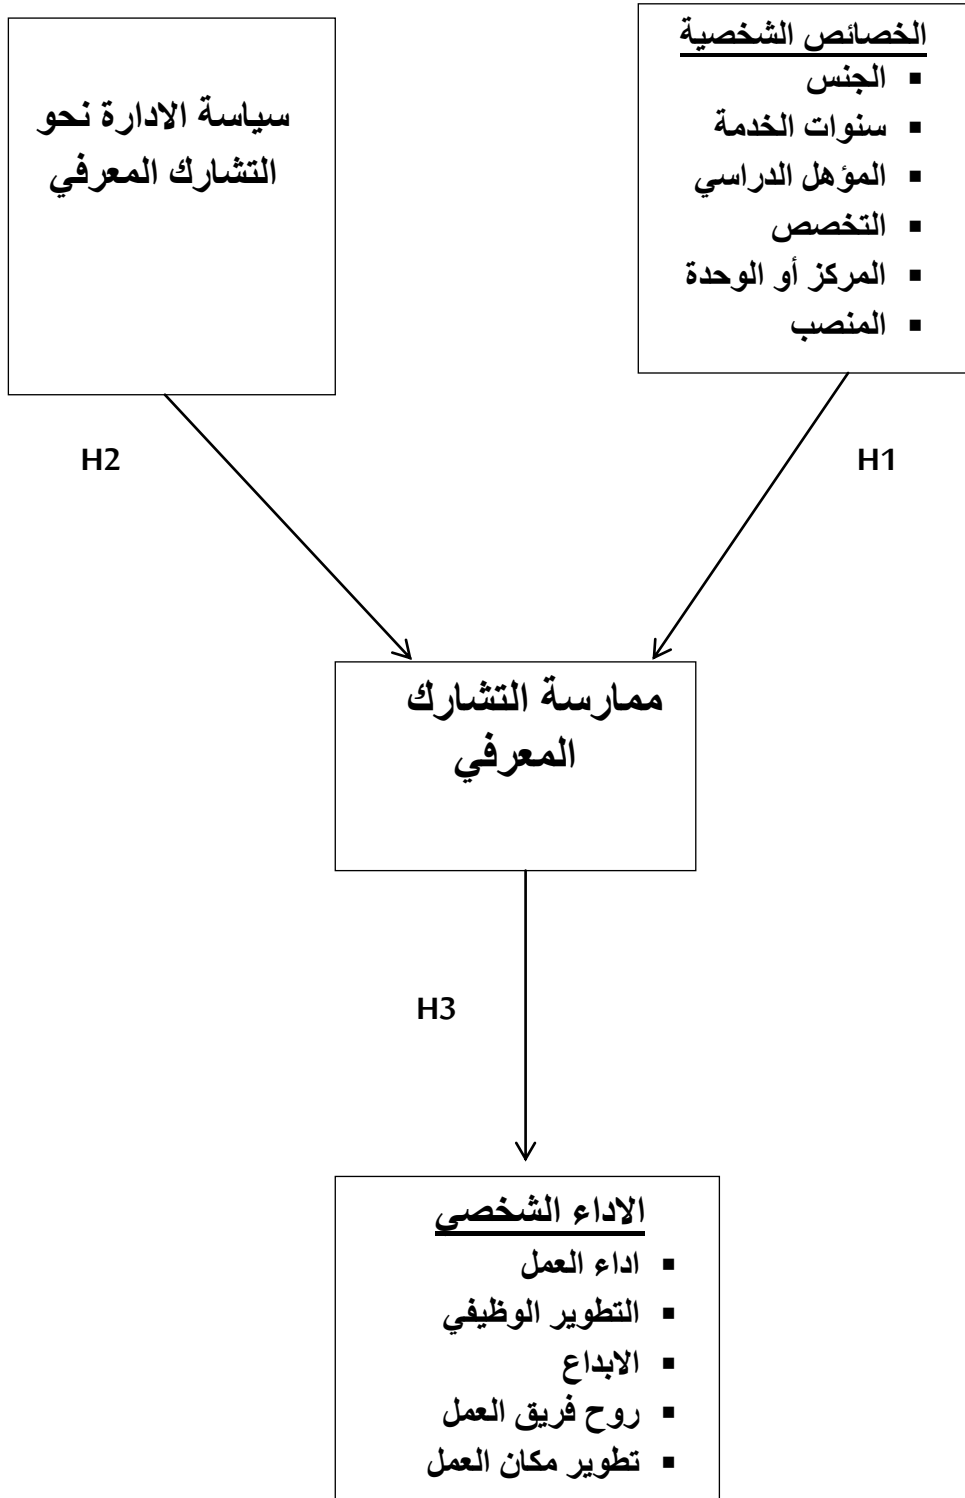 الخصائص الشخصية
▪ الجنس
▪ سنوات الخدمة
▪ المؤهل الدراسي
▪ التخصص
▪ المركز أو الوحدة
▪ المنصب
سياسة الادارة نحو
التشارك المعرفي
H1
H2
ممارسة التشارك
المعرفي
H3
الاداء الشخصي
▪ اداء العمل
▪ التطوير الوظيفي
▪ الابداع
▪ روح فريق العمل
▪ تطوير مكان العمل